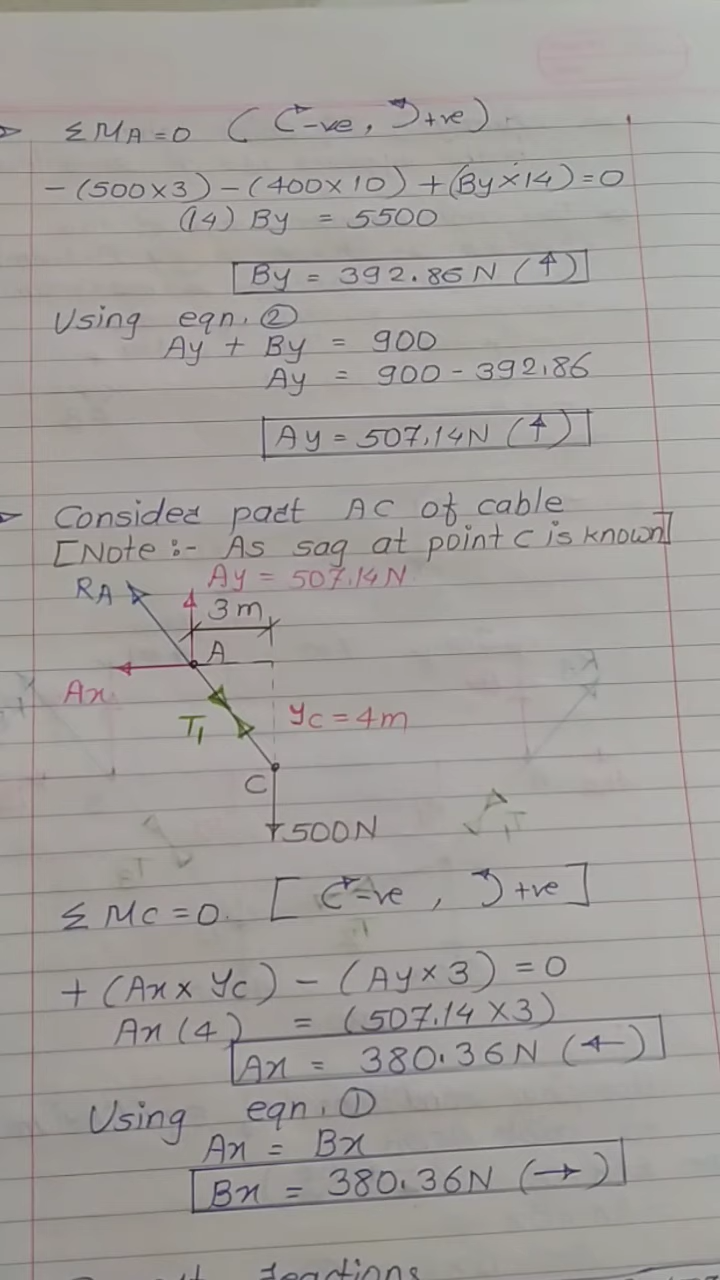 ΣMA=0 (↻-ve, ↺+ve).
-(500×3)-(400×10)+(By×14)=0
(14) By = 5500
By = 392.86N (↑)
Using eqn. ②
Ay + By = 900
Ay = 900-392.86
Ay = 507.14N (↑)
Consider part AC of cable
[Note :- As sag at point C is known]
RA Ay = 507.14N
3m
A
Ax
T1 yc = 4m
C
500N
ΣMc=0. [↻-ve, ↺+ve]
+(Ax× yc) - (Ay×3) = 0
Ax(4) = (507.14×3)
Ax = 380.36N (←)
Using eqn. ①
Ax = Bx
Bx = 380.36N (→)
reactions